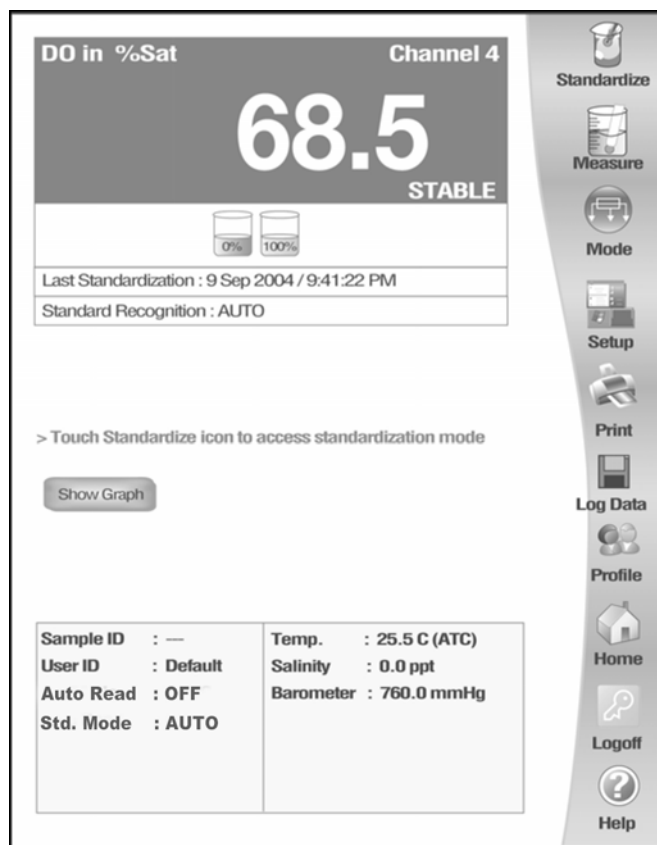 DO in %Sat Channel 4
68.5
STABLE
0% 100%
Last Standardization : 9 Sep 2004 / 9:41:22 PM
Standard Recognition : AUTO
> Touch Standardize icon to access standardization mode
Show Graph
Sample ID : ---
User ID : Default
Auto Read : OFF
Std. Mode : AUTO
Temp. : 25.5 C (ATC)
Salinity : 0.0 ppt
Barometer : 760.0 mmHg
Standardize
Measure
Mode
Setup
Print
Log Data
Profile
Home
Logoff
Help